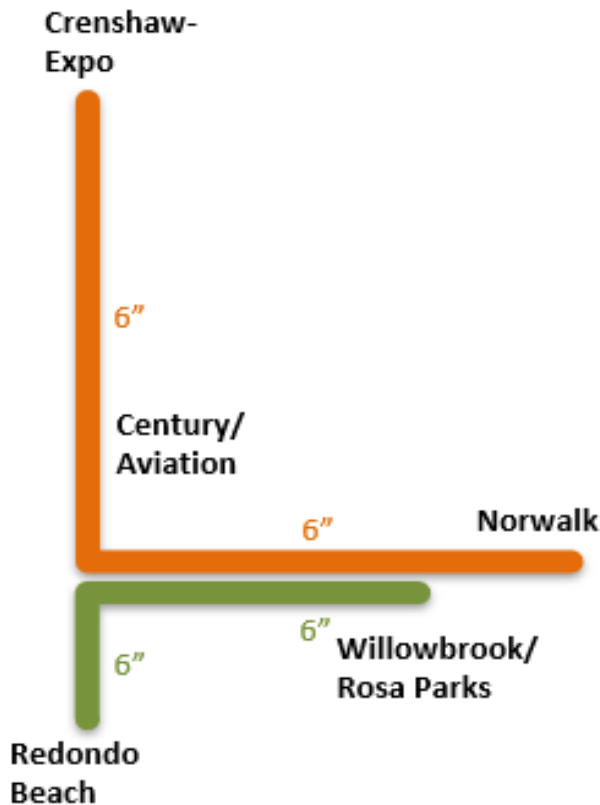 Crenshaw-
Expo
6”
Century/
Aviation
6”
Norwalk
6”
Willowbrook/
Rosa Parks
6”
Redondo
Beach